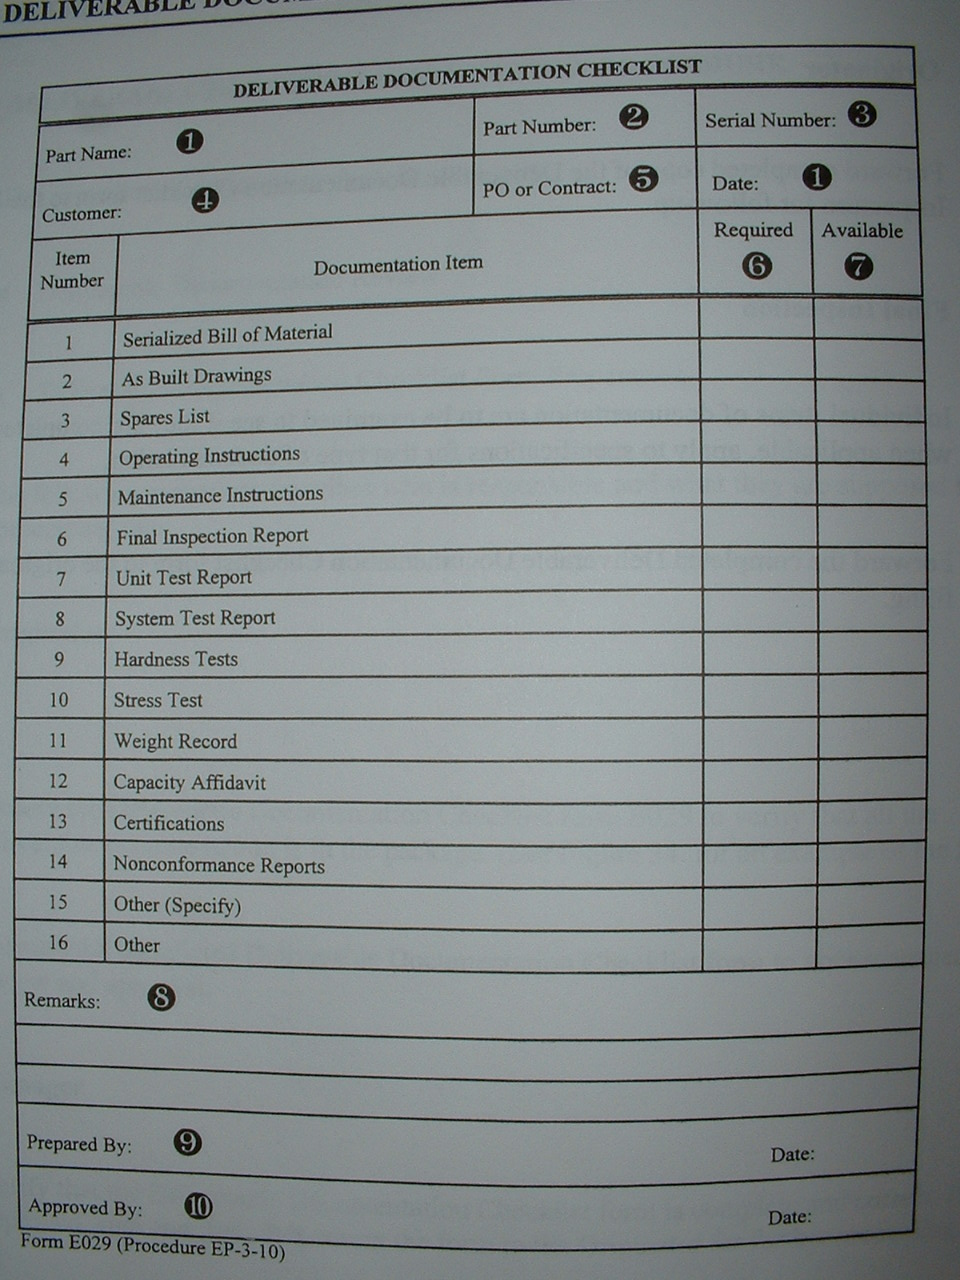 DELIVERABLE DOCUM
DELIVERABLE DOCUMENTATION CHECKLIST
Part Name: ❶
Part Number: ❷
Serial Number: ❸
Customer: ❹
PO or Contract: ❺
Date: ❶
Item Number
Documentation Item
Required ❻
Available ❼
1 Serialized Bill of Material
2 As Built Drawings
3 Spares List
4 Operating Instructions
5 Maintenance Instructions
6 Final Inspection Report
7 Unit Test Report
8 System Test Report
9 Hardness Tests
10 Stress Test
11 Weight Record
12 Capacity Affidavit
13 Certifications
14 Nonconformance Reports
15 Other (Specify)
16 Other
Remarks: ❽
Prepared By: ❾ Date:
Approved By: ❿ Date:
Form E029 (Procedure EP-3-10)